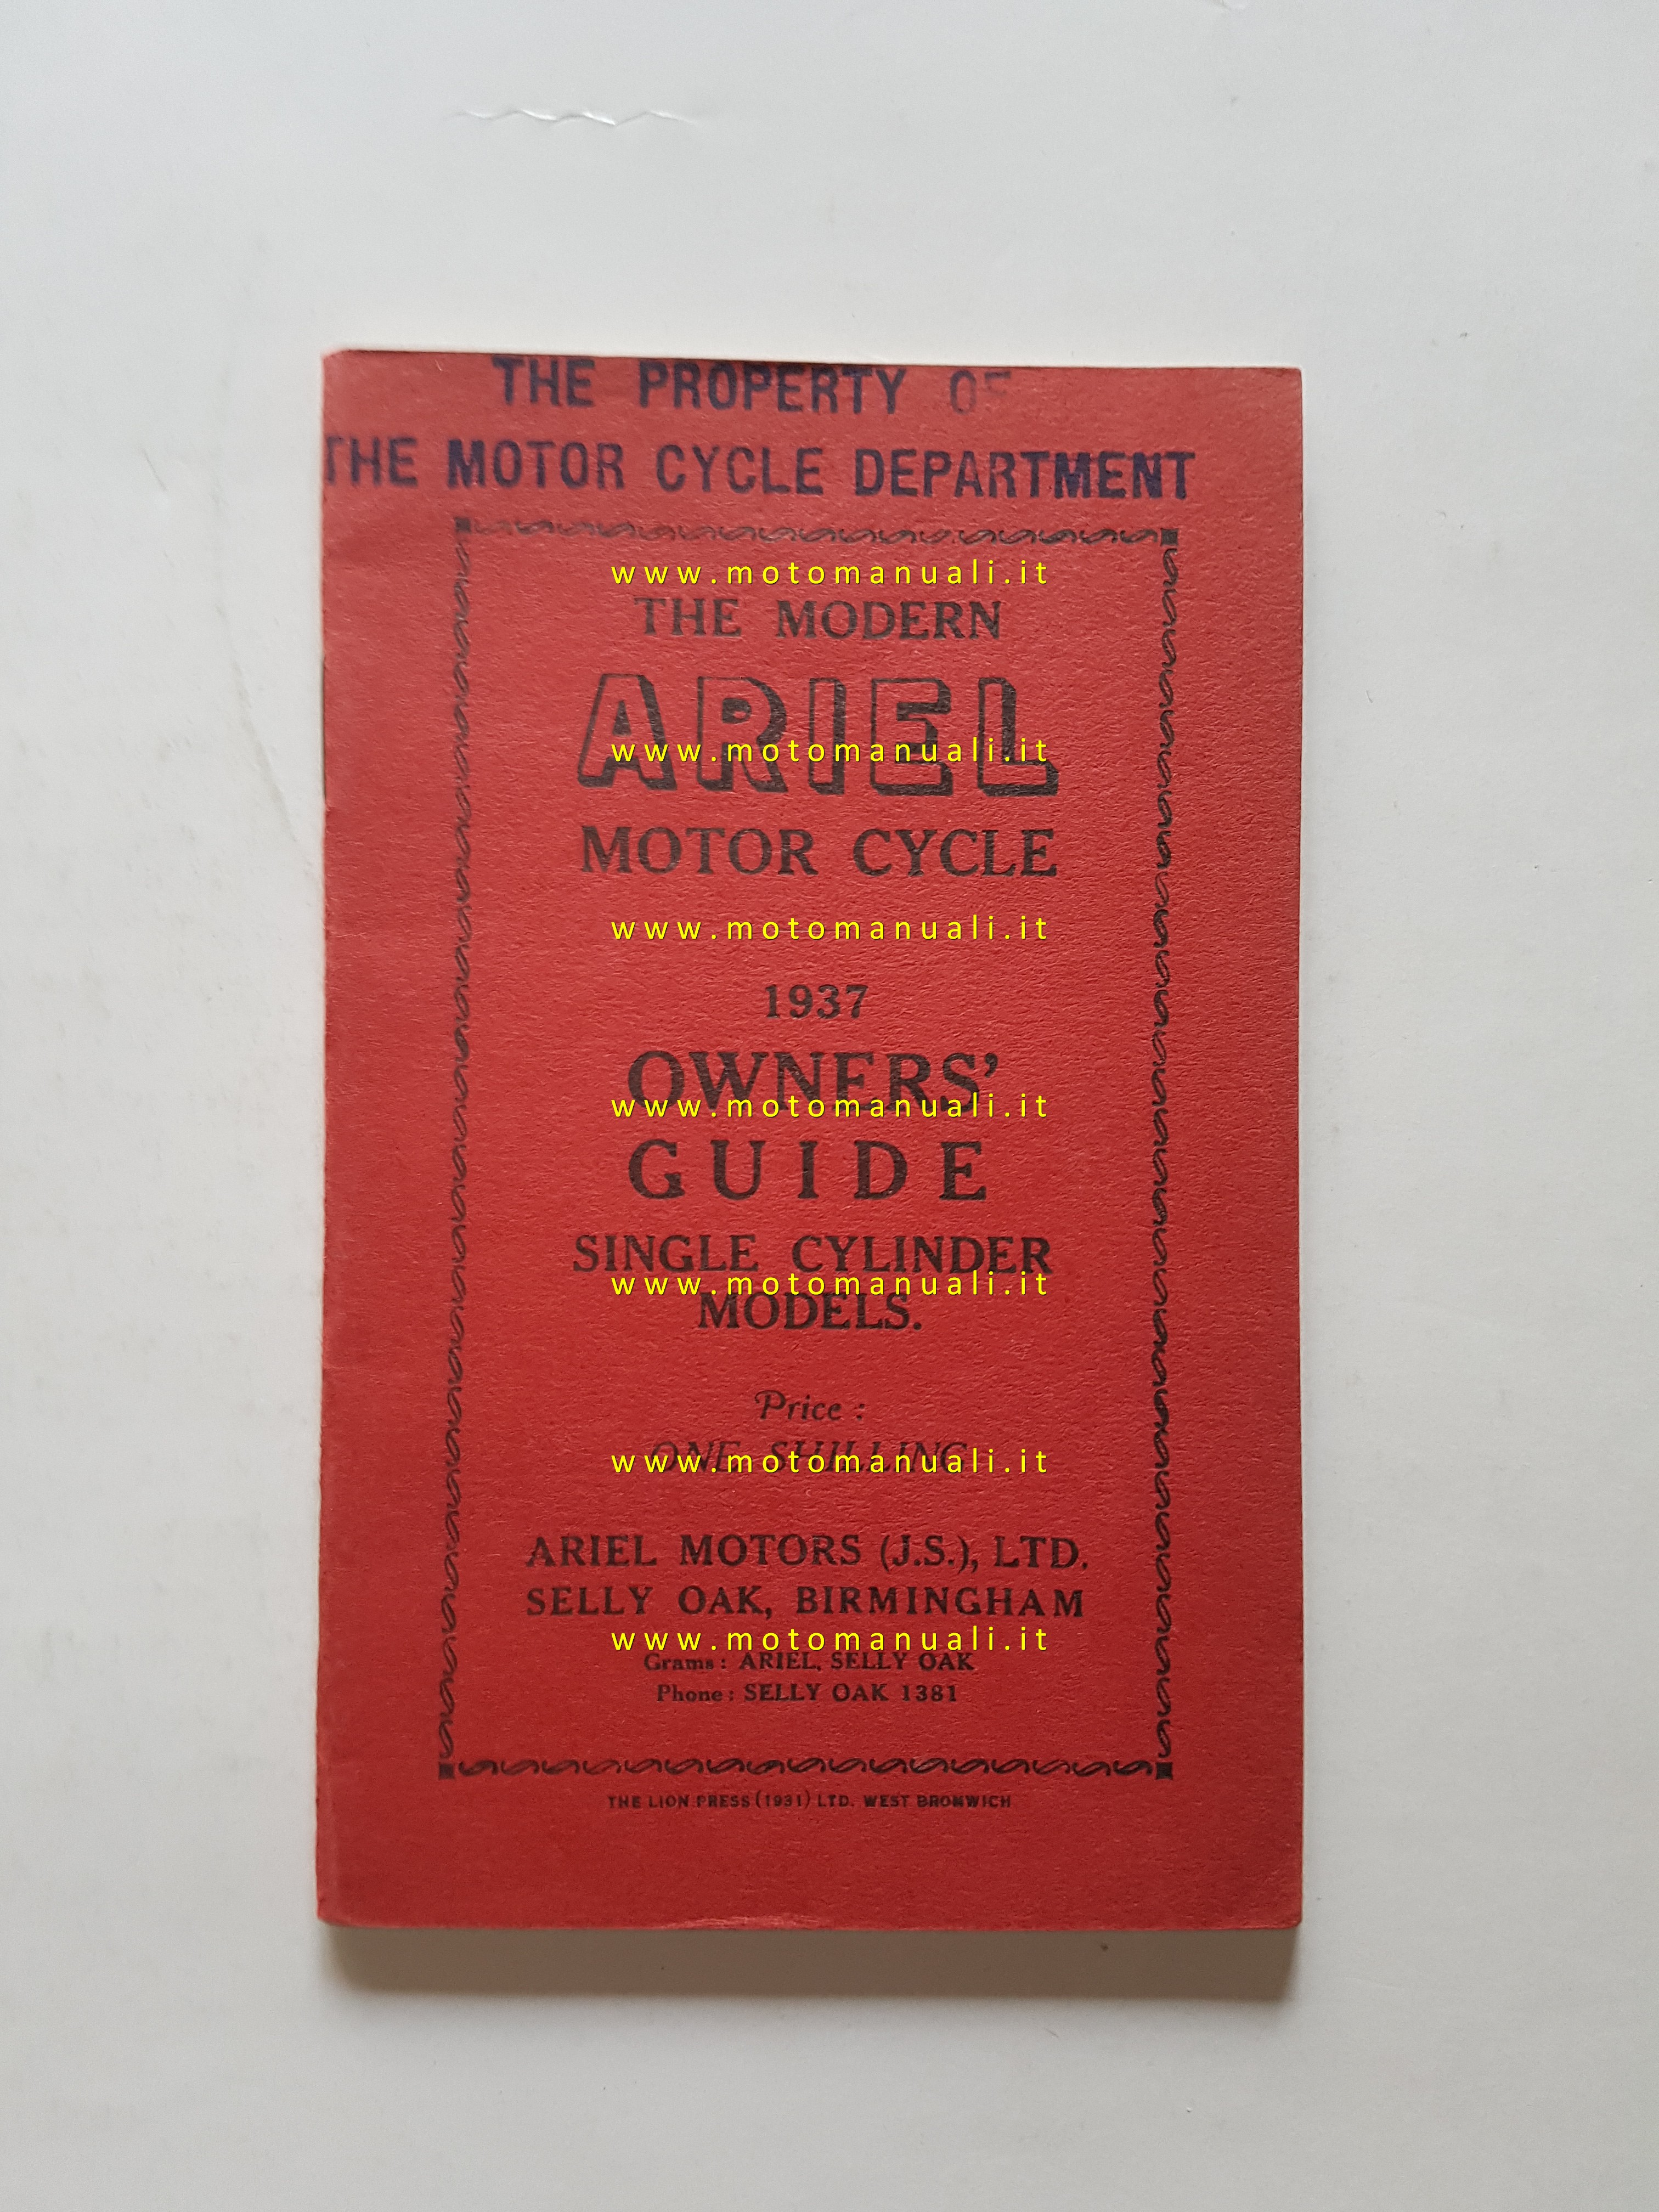 THE PROPERTY OF
THE MOTOR CYCLE DEPARTMENT
www.motomanuali.it
THE MODERN
ARIEL
www.motomanuali.it
MOTOR CYCLE
www.motomanuali.it
1937
OWNERS'
www.motomanuali.it
GUIDE
SINGLE CYLINDER
www.motomanuali.it
MODELS.
Price :
ONE SHILLING
www.motomanuali.it
ARIEL MOTORS (J.S.), LTD.
SELLY OAK, BIRMINGHAM
www.motomanuali.it
Grams : ARIEL, SELLY OAK
Phone : SELLY OAK 1381
THE LION PRESS (1931) LTD. WEST BROMWICH